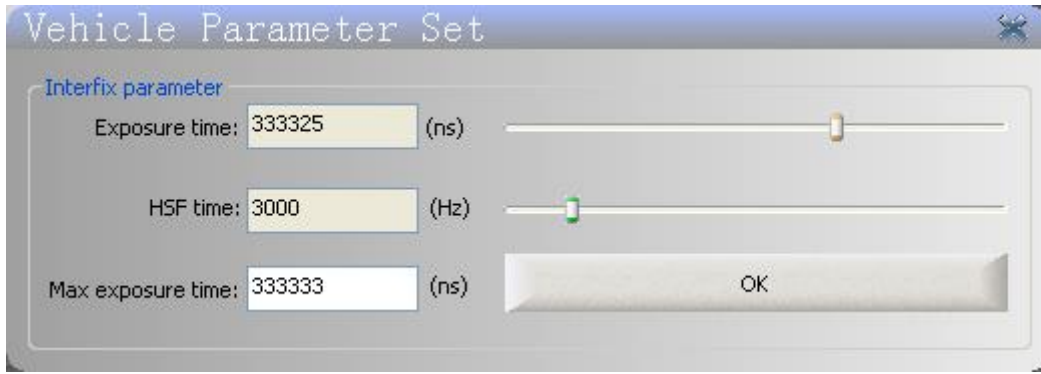 Vehicle Parameter Set
Interfix parameter
Exposure time: 333325 (ns)
HSF time: 3000 (Hz)
Max exposure time: 333333 (ns)
OK